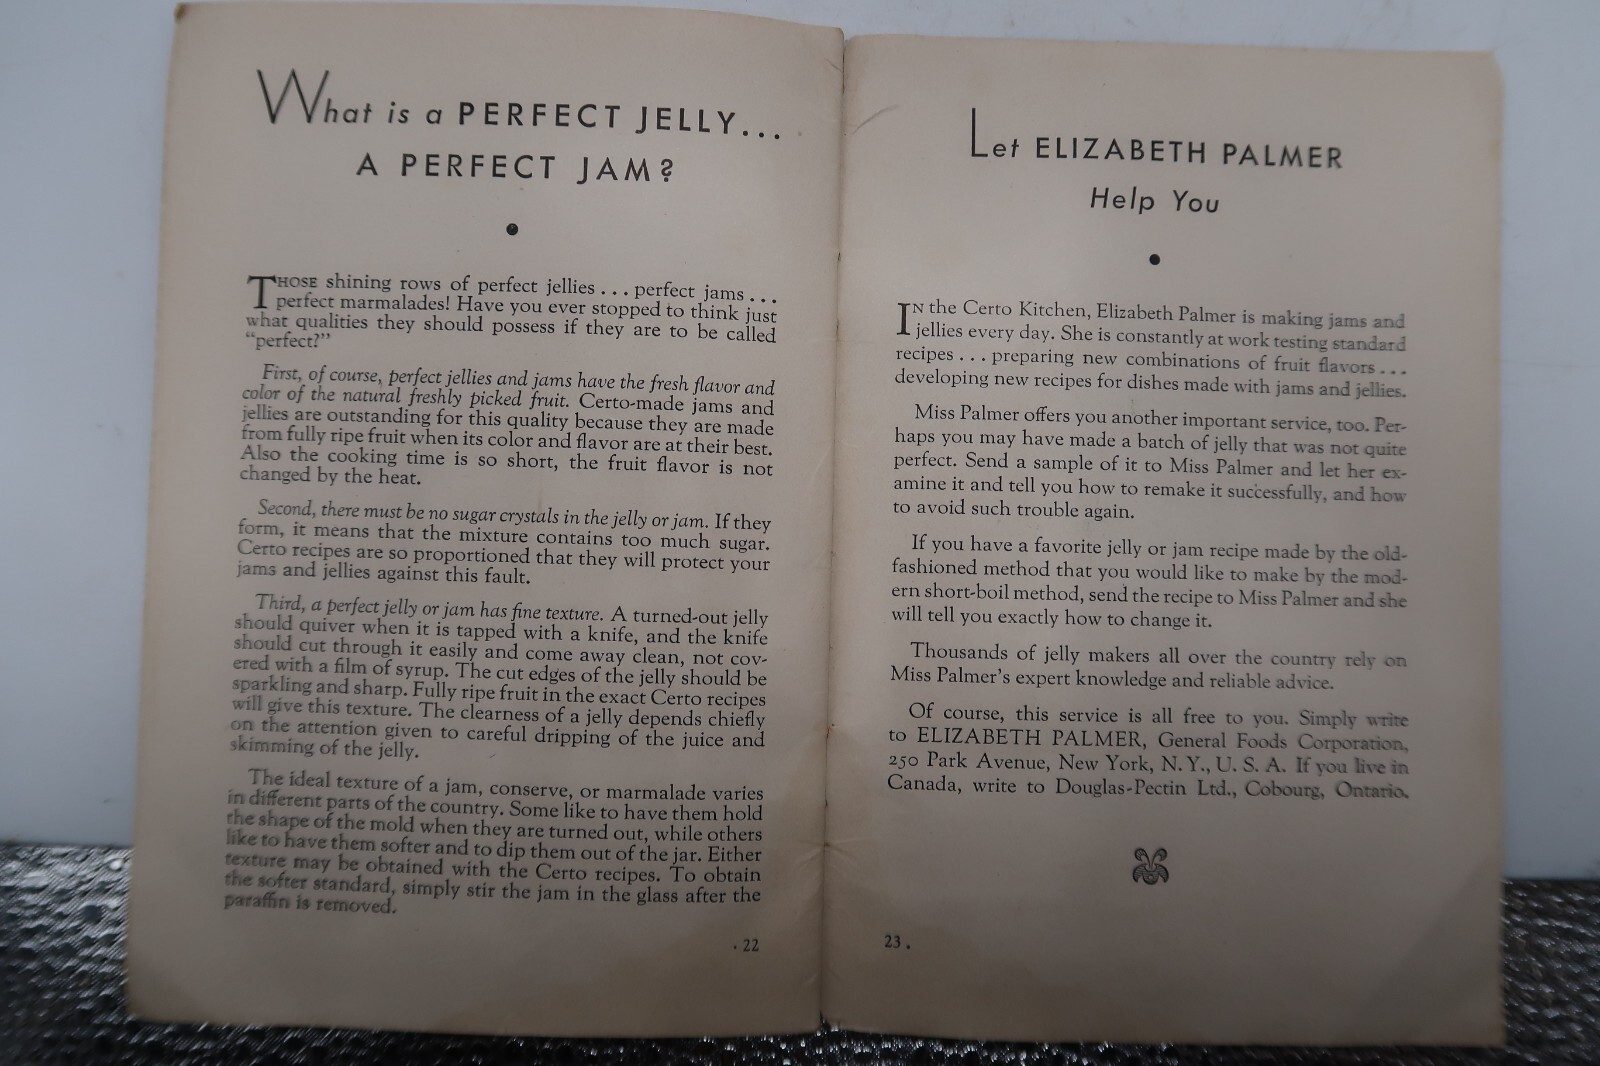 What is a PERFECT JELLY...
A PERFECT JAM?
THOSE shining rows of perfect jellies . . . perfect jams . . .
perfect marmalades! Have you ever stopped to think just
what qualities they should possess if they are to be called
“perfect?”
First, of course, perfect jellies and jams have the fresh flavor and
color of the natural freshly picked fruit. Certo-made jams and
jellies are outstanding for this quality because they are made
from fully ripe fruit when its color and flavor are at their best.
Also the cooking time is so short, the fruit flavor is not
changed by the heat.
Second, there must be no sugar crystals in the jelly or jam. If they
form, it means that the mixture contains too much sugar.
Certo recipes are so proportioned that they will protect your
jams and jellies against this fault.
Third, a perfect jelly or jam has fine texture. A turned-out jelly
should quiver when it is tapped with a knife, and the knife
should cut through it easily and come away clean, not cov-
ered with a film of syrup. The cut edges of the jelly should be
sparkling and sharp. Fully ripe fruit in the exact Certo recipes
will give this texture. The clearness of a jelly depends chiefly
on the attention given to careful dripping of the juice and
skimming of the jelly.
The ideal texture of a jam, conserve, or marmalade varies
in different parts of the country. Some like to have them hold
the shape of the mold when they are turned out, while others
like to have them softer and to dip them out of the jar. Either
texture may be obtained with the Certo recipes. To obtain
the softer standard, simply stir the jam in the glass after the
paraffin is removed.
. 22
Let ELIZABETH PALMER
Help You
IN the Certo Kitchen, Elizabeth Palmer is making jams and
jellies every day. She is constantly at work testing standard
recipes . . . preparing new combinations of fruit flavors . . .
developing new recipes for dishes made with jams and jellies.
Miss Palmer offers you another important service, too. Per-
haps you may have made a batch of jelly that was not quite
perfect. Send a sample of it to Miss Palmer and let her ex-
amine it and tell you how to remake it successfully, and how
to avoid such trouble again.
If you have a favorite jelly or jam recipe made by the old-
fashioned method that you would like to make by the mod-
ern short-boil method, send the recipe to Miss Palmer and she
will tell you exactly how to change it.
Thousands of jelly makers all over the country rely on
Miss Palmer’s expert knowledge and reliable advice.
Of course, this service is all free to you. Simply write
to ELIZABETH PALMER, General Foods Corporation,
250 Park Avenue, New York, N. Y., U. S. A. If you live in
Canada, write to Douglas-Pectin Ltd., Cobourg, Ontario.
23 .